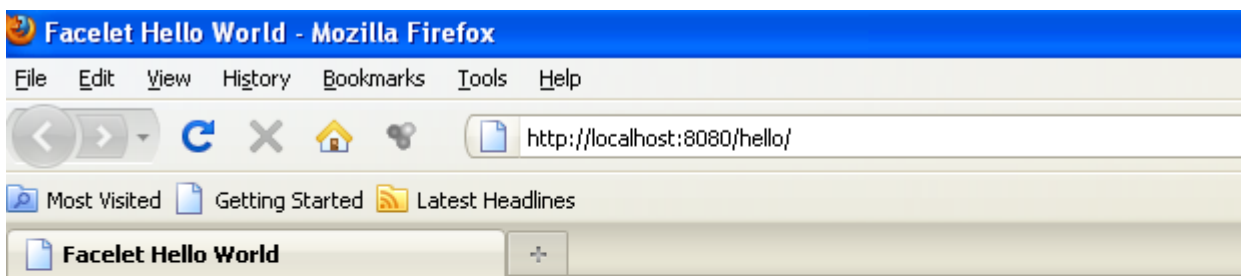 Facelet Hello World - Mozilla Firefox
File Edit View History Bookmarks Tools Help
http://localhost:8080/hello/
Most Visited Getting Started Latest Headlines
Facelet Hello World